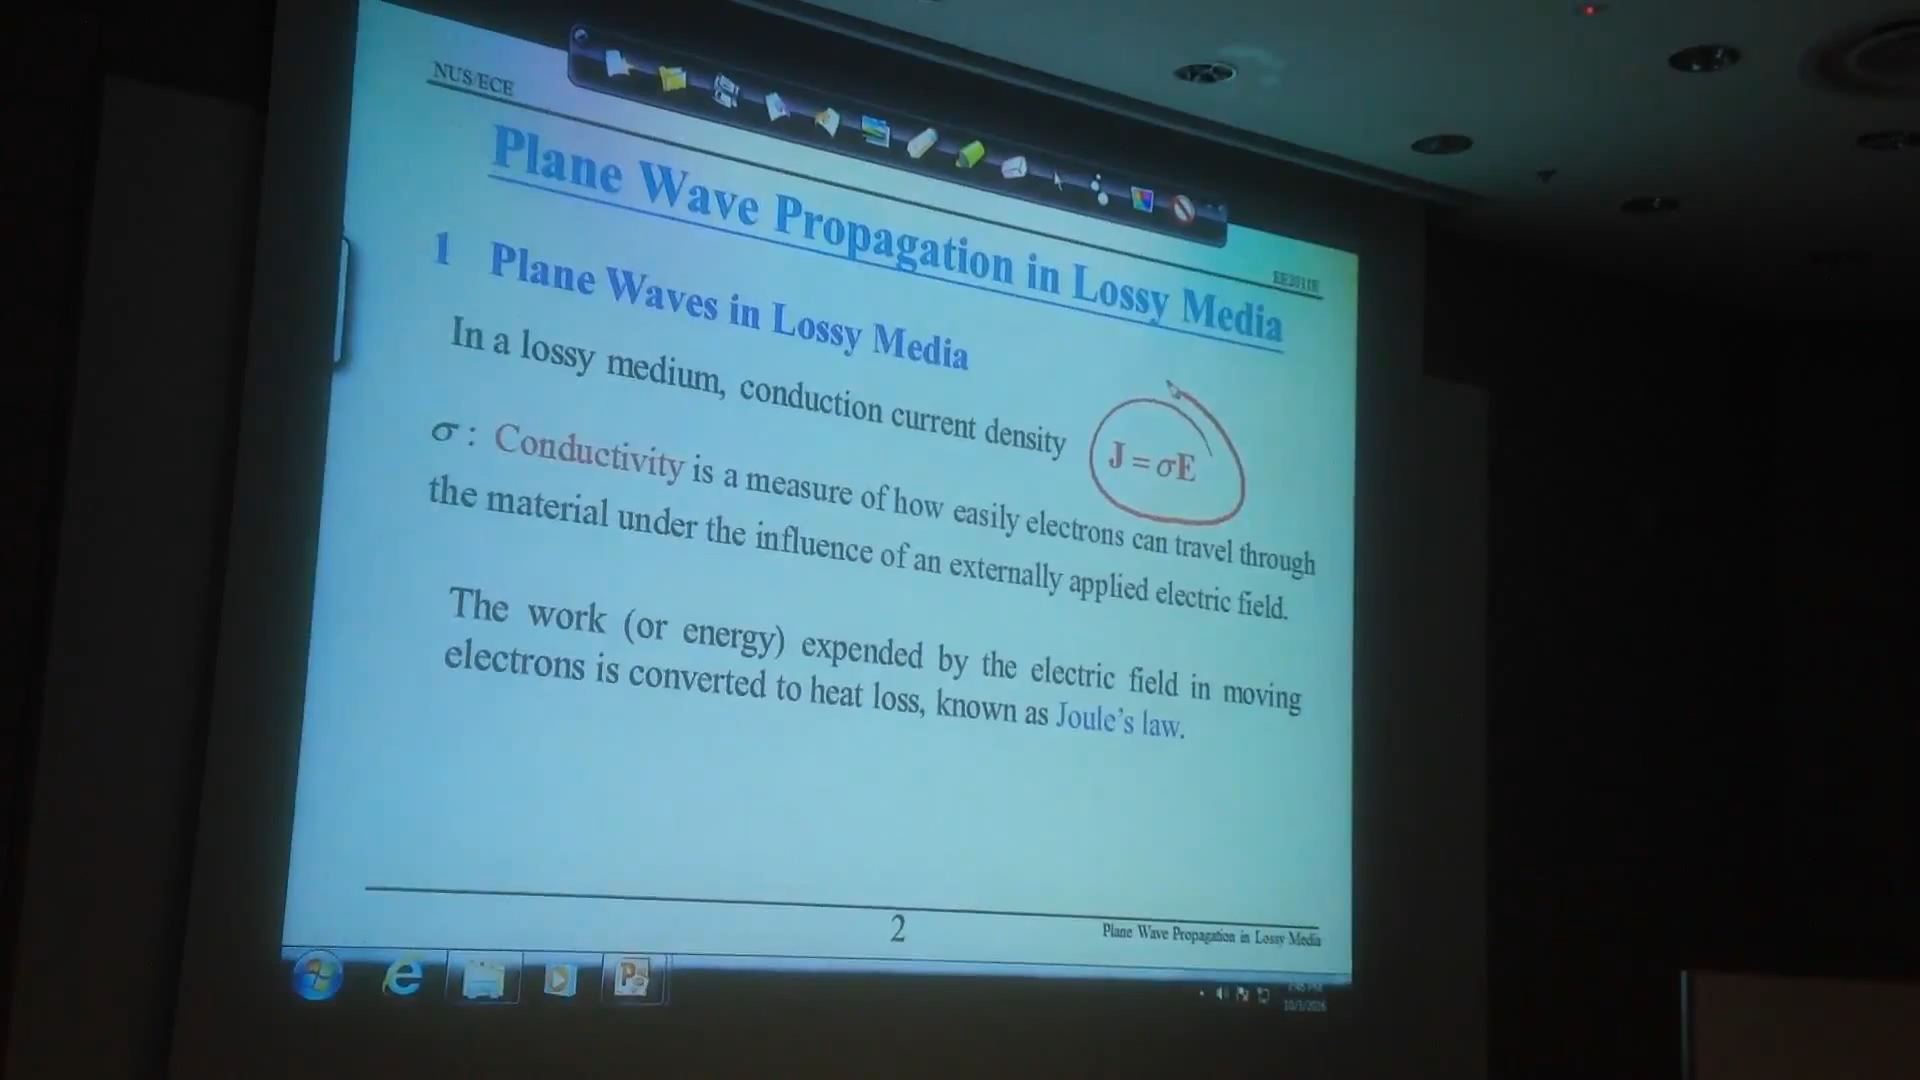 NUS/ECE
EE2011E
Plane Wave Propagation in Lossy Media
1 Plane Waves in Lossy Media
In a lossy medium, conduction current density J = σE
σ : Conductivity is a measure of how easily electrons can travel through
the material under the influence of an externally applied electric field.
The work (or energy) expended by the electric field in moving
electrons is converted to heat loss, known as Joule's law.
2
Plane Wave Propagation in Lossy Media